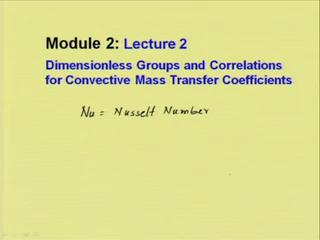 Module 2: Lecture 2
Dimensionless Groups and Correlations
for Convective Mass Transfer Coefficients
Nu = Nusselt Number